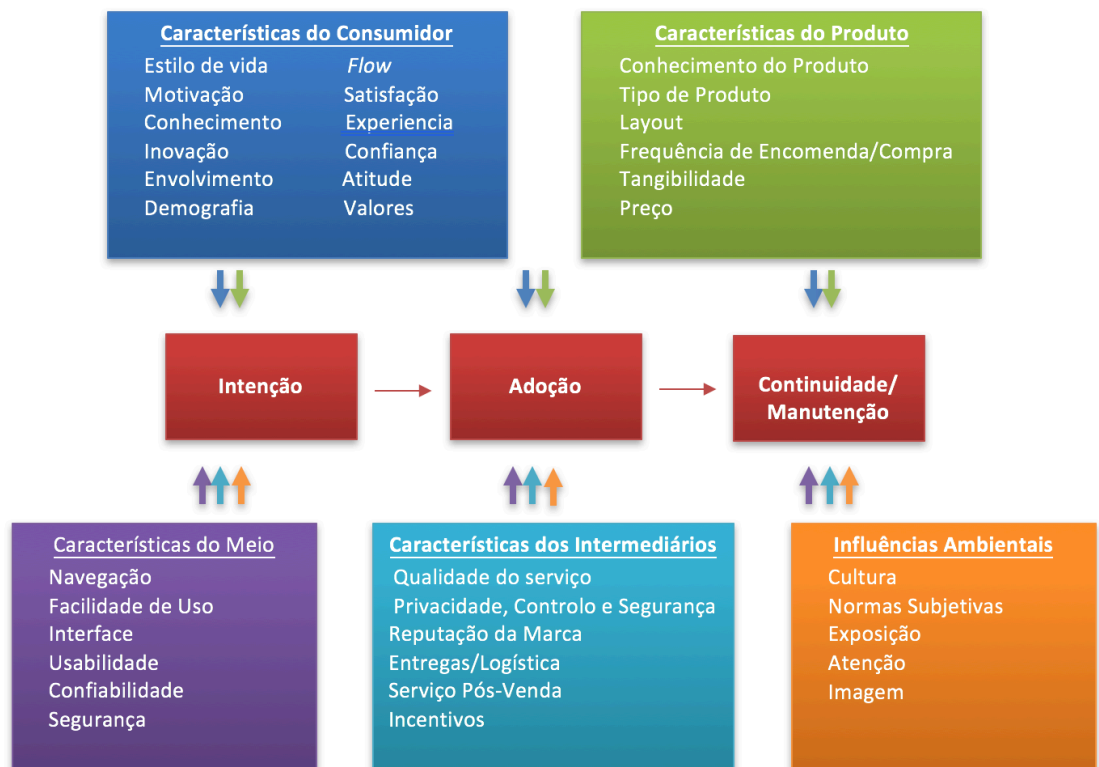 Características do Consumidor
Estilo de vida Flow
Motivação Satisfação
Conhecimento Experiencia
Inovação Confiança
Envolvimento Atitude
Demografia Valores
Características do Produto
Conhecimento do Produto
Tipo de Produto
Layout
Frequência de Encomenda/Compra
Tangibilidade
Preço
Intenção
Adoção
Continuidade/
Manutenção
Características do Meio
Navegação
Facilidade de Uso
Interface
Usabilidade
Confiabilidade
Segurança
Características dos Intermediários
Qualidade do serviço
Privacidade, Controlo e Segurança
Reputação da Marca
Entregas/Logística
Serviço Pós-Venda
Incentivos
Influências Ambientais
Cultura
Normas Subjetivas
Exposição
Atenção
Imagem